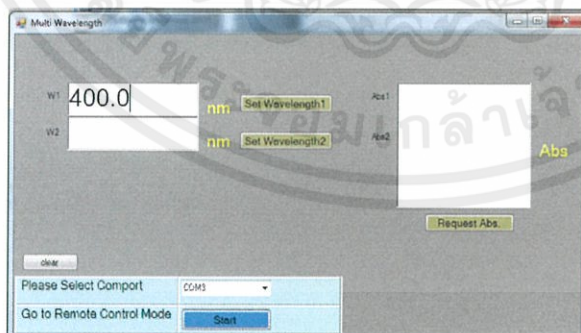 Multi Wavelength
W1 400.0 nm Set Wavelength1
W2 nm Set Wavelength2
Abs1
Abs2
Abs
Request Abs.
clear
Please Select Comport COM3
Go to Remote Control Mode Start